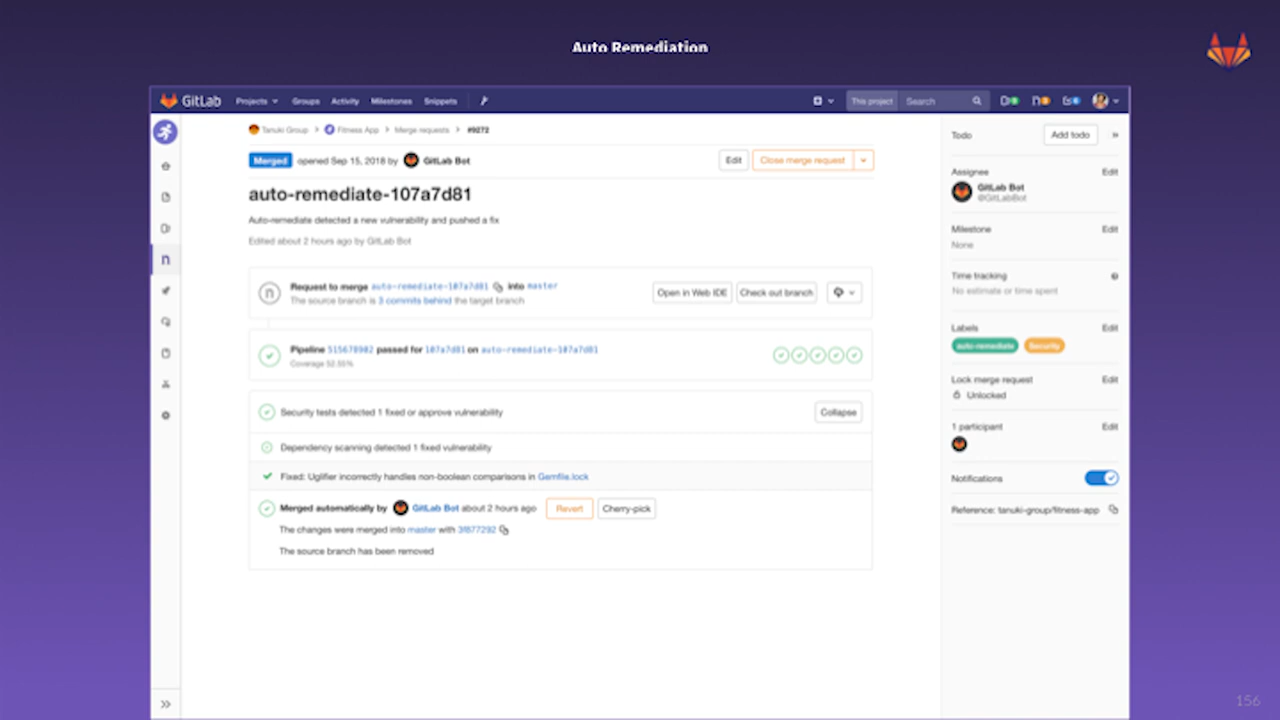 Auto Remediation
GitLab Projects Groups Activity Milestones Snippets This project Search
Tanuki Group > Fitness App > Merge requests > #9272
Merged opened Sep 15, 2018 by GitLab Bot Edit Close merge request
auto-remediate-107a7d81
Auto-remediate detected a new vulnerability and pushed a fix
Edited about 2 hours ago by GitLab Bot
Request to merge auto-remediate-107a7d81 into master
The source branch is 3 commits behind the target branch
Open in Web IDE Check out branch
Pipeline 515678902 passed for 107a7d81 on auto-remediate-107a7d81
Coverage 52.55%
Security tests detected 1 fixed or approve vulnerability Collapse
Dependency scanning detected 1 fixed vulnerability
Fixed: Uglifier incorrectly handles non-boolean comparisons in Gemfile.lock
Merged automatically by GitLab Bot about 2 hours ago Revert Cherry-pick
The changes were merged into master with 3f877292
The source branch has been removed
Todo Add todo »
Assignee Edit
GitLab Bot
@GitLabBot
Milestone Edit
None
Time tracking
No estimate or time spent
Labels Edit
auto-remediate Security
Lock merge request Edit
Unlocked
1 participant Edit
Notifications
Reference: tanuki-group/fitness-app
156